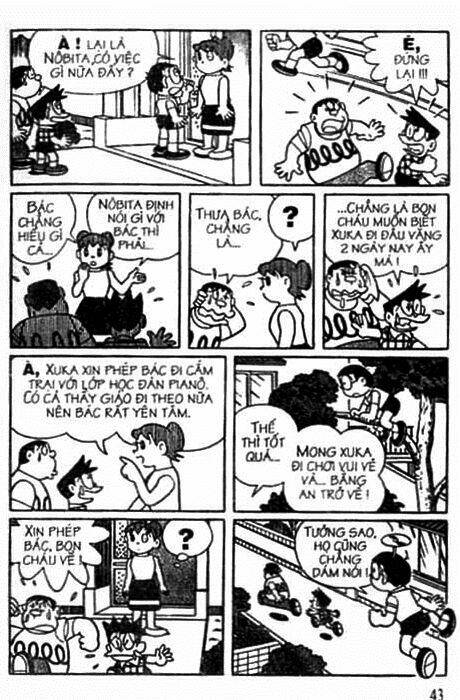 À ! LẠI LÀ
NÔBITA, CÓ VIỆC
GÌ NỮA ĐÂY ?
Ê,
ĐỪNG
LẠI !!!
BÁC
CHẲNG
HIỂU GÌ
CẢ...
NÔBITA ĐỊNH
NÓI GÌ VỚI
BÁC THÌ
PHẢI...
THƯA BÁC,
CHẲNG
LÀ...
?
...CHẲNG LÀ BỌN
CHÁU MUỐN BIẾT
XUKA ĐI ĐÂU VẮNG
2 NGÀY NAY ẤY
MÀ !
À, XUKA XIN PHÉP BÁC ĐI CẮM
TRẠI VỚI LỚP HỌC ĐÀN PIANÔ.
CÓ CẢ THẦY GIÁO ĐI THEO NỮA
NÊN BÁC RẤT YÊN TÂM.
THẾ
THÌ TỐT
QUÁ...
MONG XUKA
ĐI CHƠI VUI VẺ
VÀ... BẰNG
AN TRỞ VỀ !
XIN PHÉP
BÁC, BỌN
CHÁU VỀ !
?
TƯỞNG SAO,
HỌ CŨNG
CHẲNG
DÁM NÓI !
43